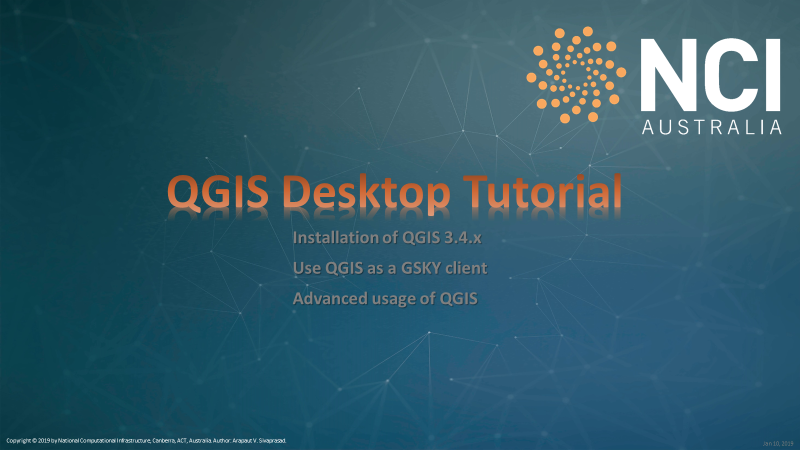 NCI
AUSTRALIA
QGIS Desktop Tutorial
Installation of QGIS 3.4.x
Use QGIS as a GSKY client
Advanced usage of QGIS
Copyright © 2019 by National Computational Infrastructure, Canberra, ACT, Australia. Author: Arapaut V. Sivaprasad.
Jan 10, 2019